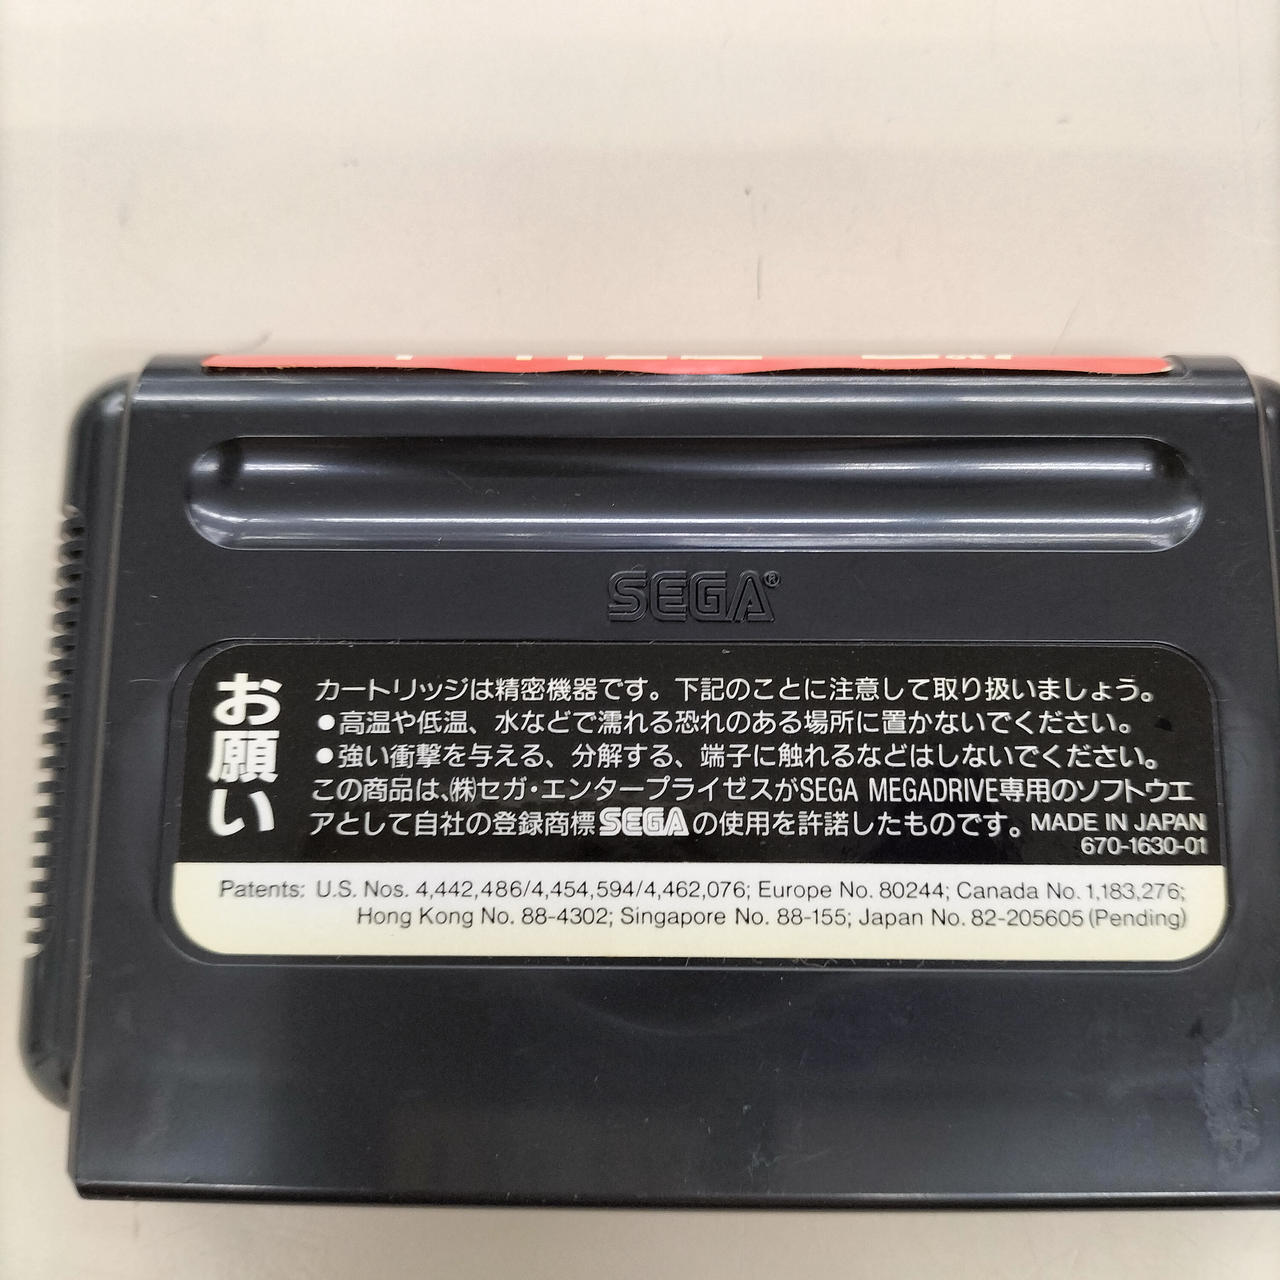 SEGA®
お願い
カートリッジは精密機器です。下記のことに注意して取り扱いましょう。
●高温や低温、水などで濡れる恐れのある場所に置かないでください。
●強い衝撃を与える、分解する、端子に触れるなどはしないでください。
この商品は、㈱セガ・エンタープライゼスがSEGA MEGADRIVE専用のソフトウエ
アとして自社の登録商標SEGAの使用を許諾したものです。MADE IN JAPAN
670-1630-01
Patents: U.S. Nos. 4,442,486/4,454,594/4,462,076; Europe No. 80244; Canada No. 1,183,276;
Hong Kong No. 88-4302; Singapore No. 88-155; Japan No. 82-205605 (Pending)